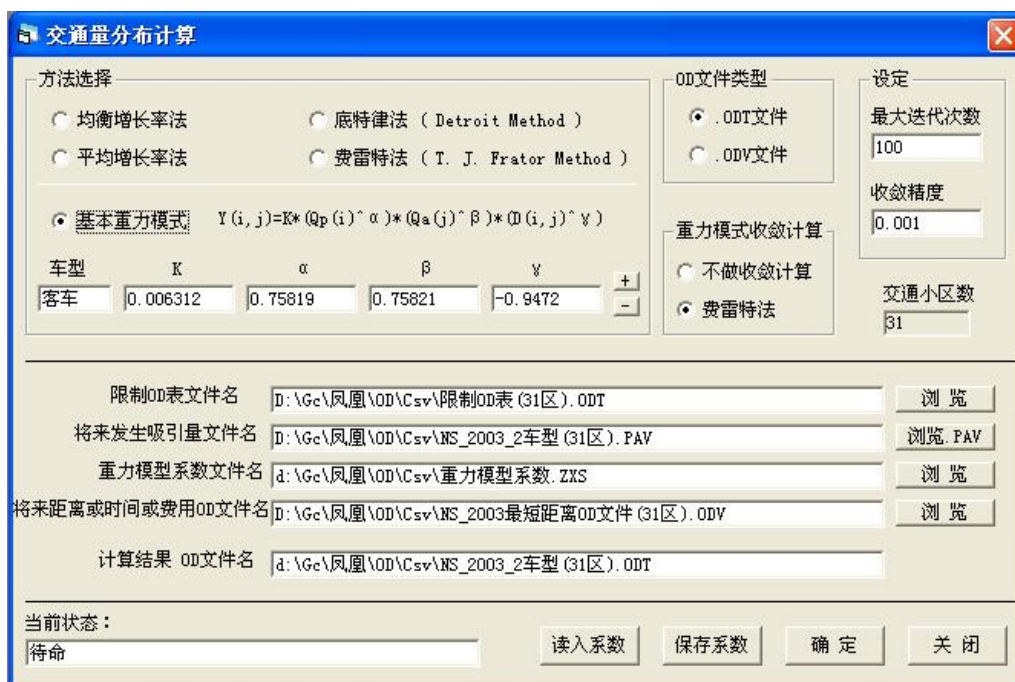 交通量分布计算
方法选择
均衡增长率法
底特律法 ( Detroit Method )
平均增长率法
费雷特法 ( T. J. Frator Method )
基本重力模式
Y(i,j)=K*(Qp(i)^α)*(Qa(j)^β)*(D(i,j)^γ)
车型 K α β γ
客车 0.006312 0.75819 0.75821 -0.9472
+
-
OD文件类型
.ODT文件
.ODV文件
重力模式收敛计算
不做收敛计算
费雷特法
设定
最大迭代次数
100
收敛精度
0.001
交通小区数
31
限制OD表文件名 D:\Gc\凤凰\OD\Csv\限制OD表(31区).ODT 浏 览
将来发生吸引量文件名 D:\Gc\凤凰\OD\Csv\NS_2003_2车型(31区).PAV 浏览.PAV
重力模型系数文件名 d:\Gc\凤凰\OD\Csv\重力模型系数.ZXS 浏 览
将来距离或时间或费用OD文件名 D:\Gc\凤凰\OD\Csv\NS_2003最短距离OD文件(31区).ODV 浏 览
计算结果 OD文件名 d:\Gc\凤凰\OD\Csv\NS_2003_2车型(31区).ODT
当前状态：
待命
读入系数 保存系数 确 定 关 闭